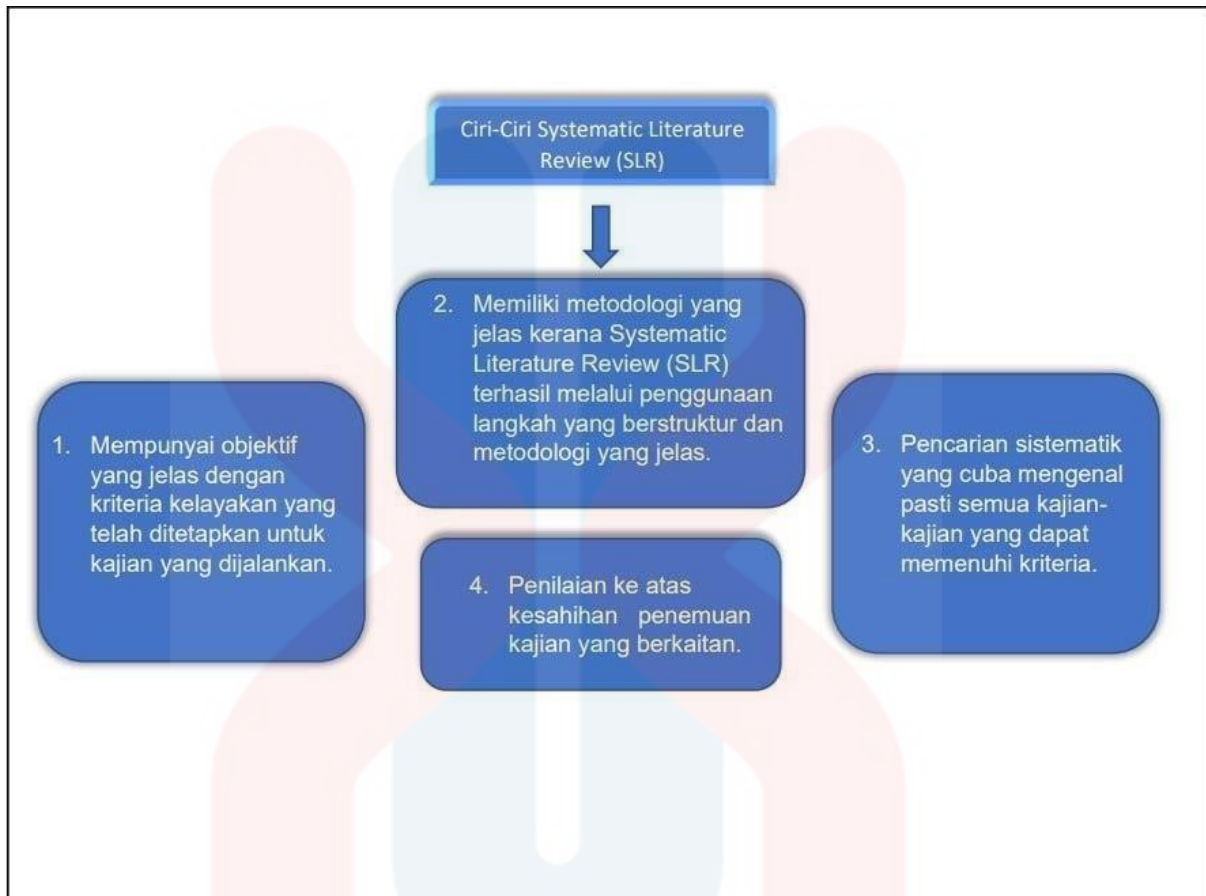 Ciri-Ciri Systematic Literature
Review (SLR)
1. Mempunyai objektif
yang jelas dengan
kriteria kelayakan yang
telah ditetapkan untuk
kajian yang dijalankan.
2. Memiliki metodologi yang
jelas kerana Systematic
Literature Review (SLR)
terhasil melalui penggunaan
langkah yang berstruktur dan
metodologi yang jelas.
3. Pencarian sistematik
yang cuba mengenal
pasti semua kajian-
kajian yang dapat
memenuhi kriteria.
4. Penilaian ke atas
kesahihan penemuan
kajian yang berkaitan.